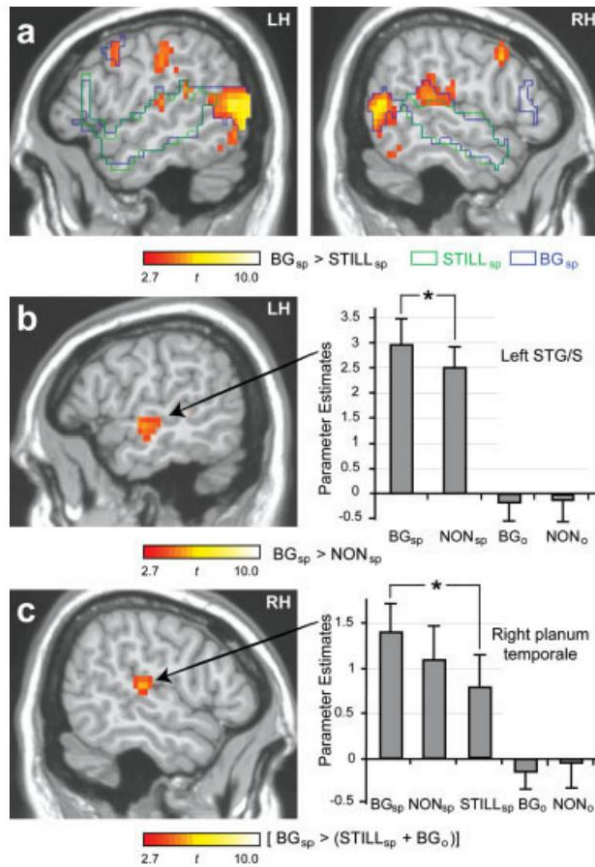 a
LH
RH
2.7 t 10.0 BGsp > STILLsp STILLsp BGsp
b
LH
2.7 t 10.0
BGsp > NONsp
Parameter Estimates
3.5
3
2.5
2
1.5
1
0.5
0
-0.5
*
Left STG/S
BGsp NONsp BGo NONo
c
RH
2.7 t 10.0
[ BGsp > (STILLsp + BGo)]
Parameter Estimates
1.5
1
0.5
0
-0.5
*
Right planum
temporale
BGsp NONsp STILLsp BGo NONo